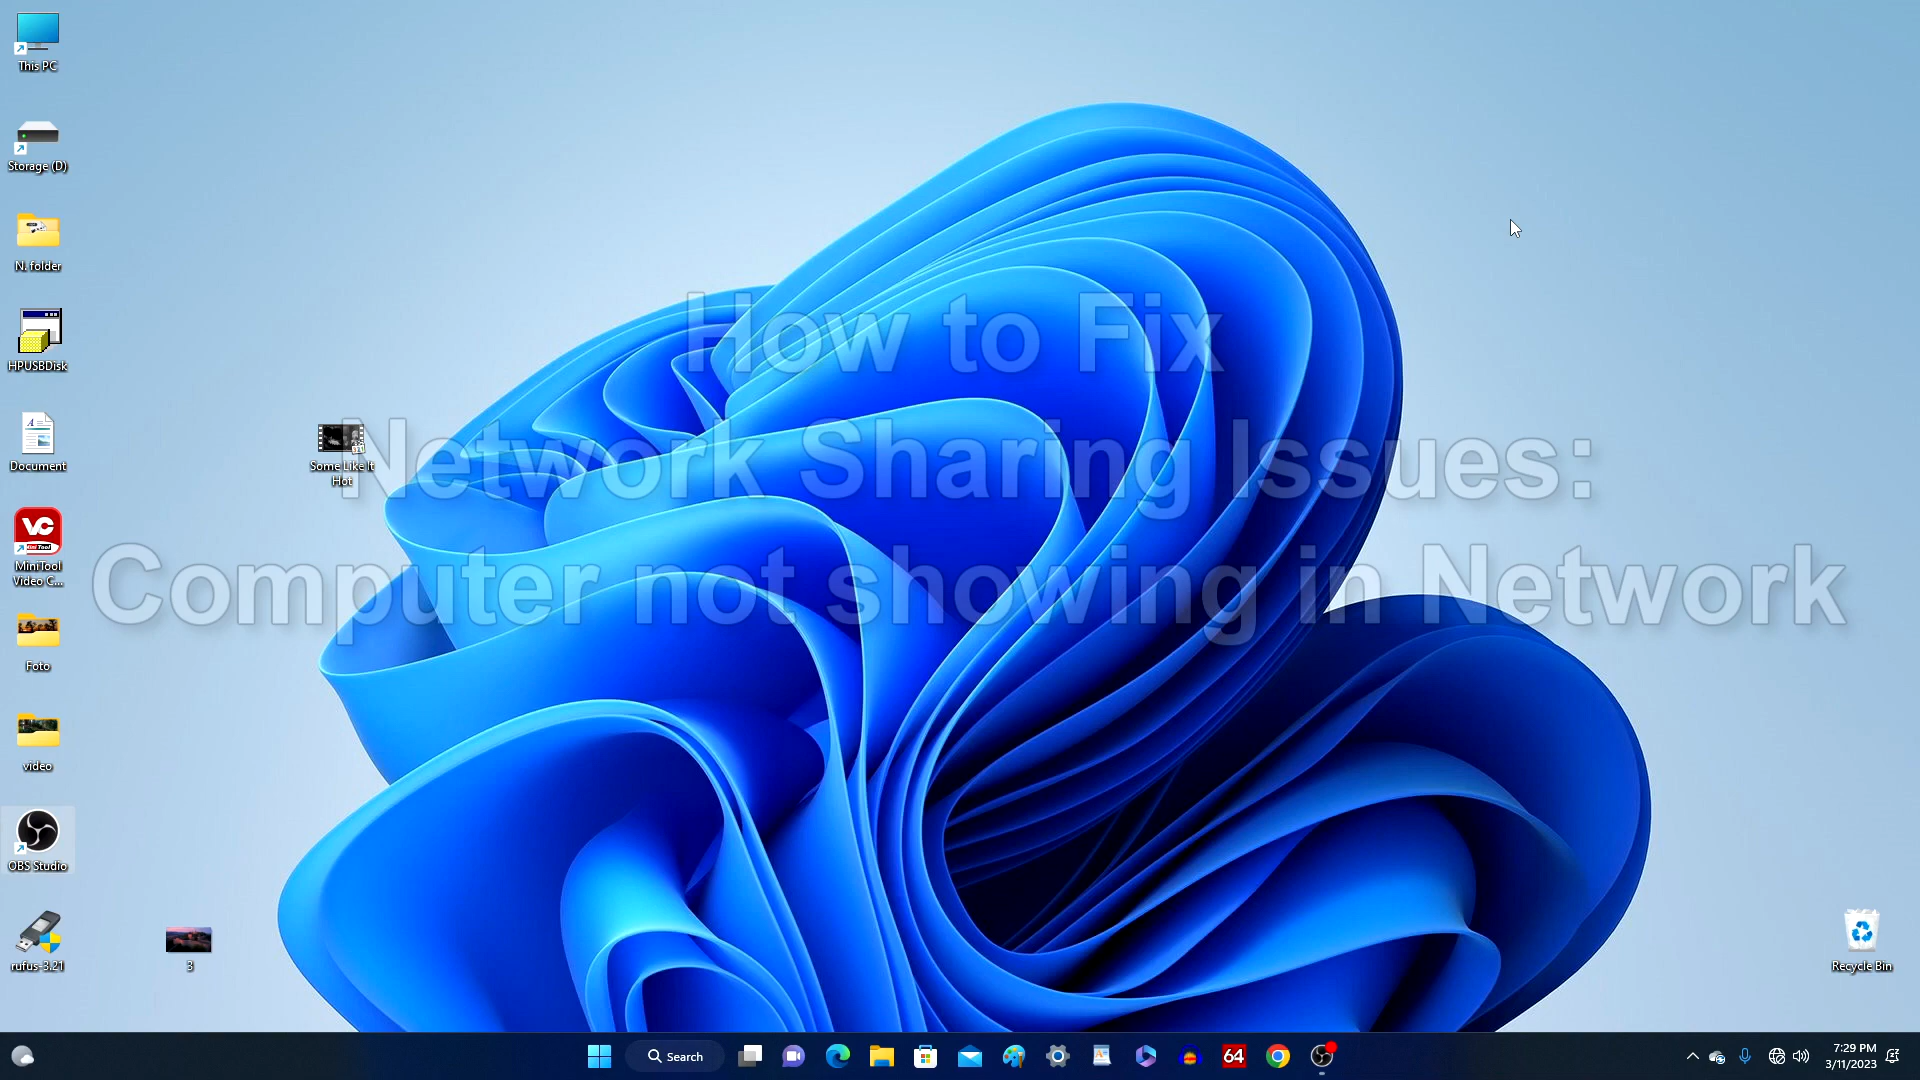 This PC
Storage (D)
N. folder
HPUSBDisk
Document
VC
MiniTool
Video C...
Foto
video
OBS Studio
rufus-3.21
3
Some Like It
Hot
How to Fix
Network Sharing Issues:
Computer not showing in Network
Recycle Bin
Search
64
7:29 PM
3/11/2023